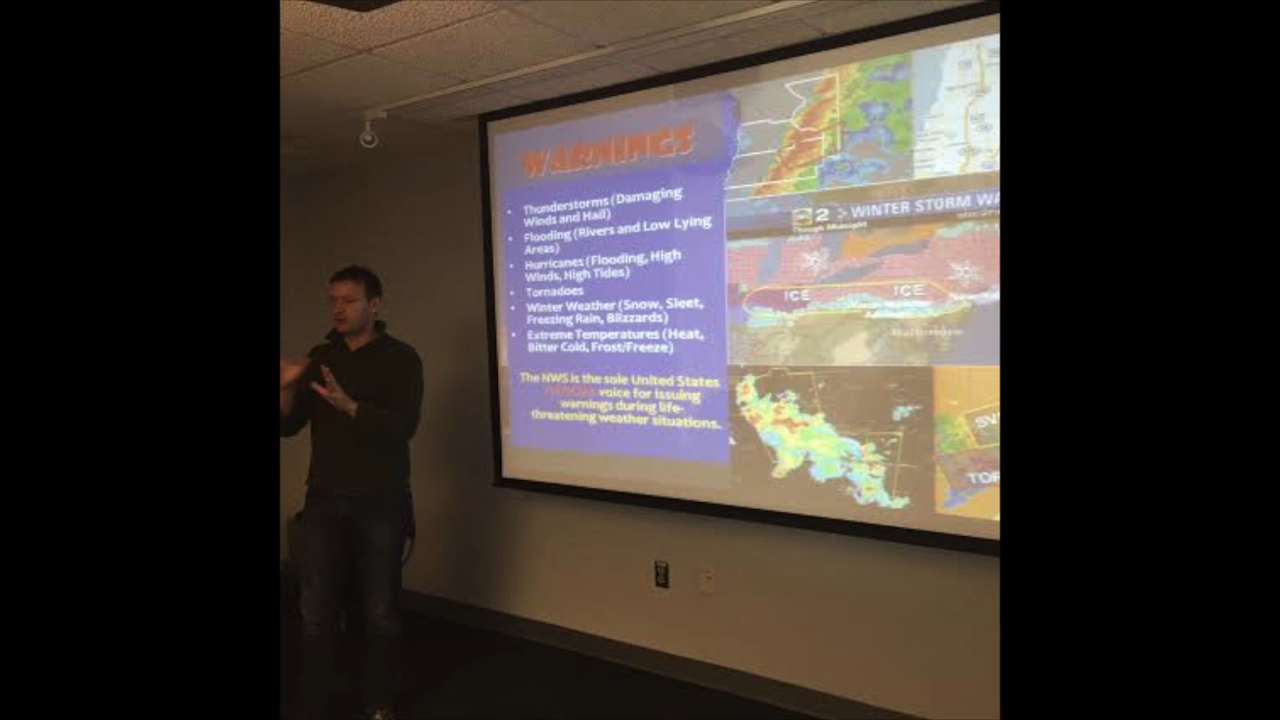 WARNINGS
• Thunderstorms (Damaging
Winds and Hail)
• Flooding (Rivers and Low Lying
Areas)
• Hurricanes (Flooding, High
Winds, High Tides)
• Tornadoes
• Winter Weather (Snow, Sleet,
Freezing Rain, Blizzards)
• Extreme Temperatures (Heat,
Bitter Cold, Frost/Freeze)
The NWS is the sole United States
voice for issuing
warnings during life-
threatening weather situations.
2 > WINTER STORM WA
Though Midnight
ICE ICE
SV
TOR